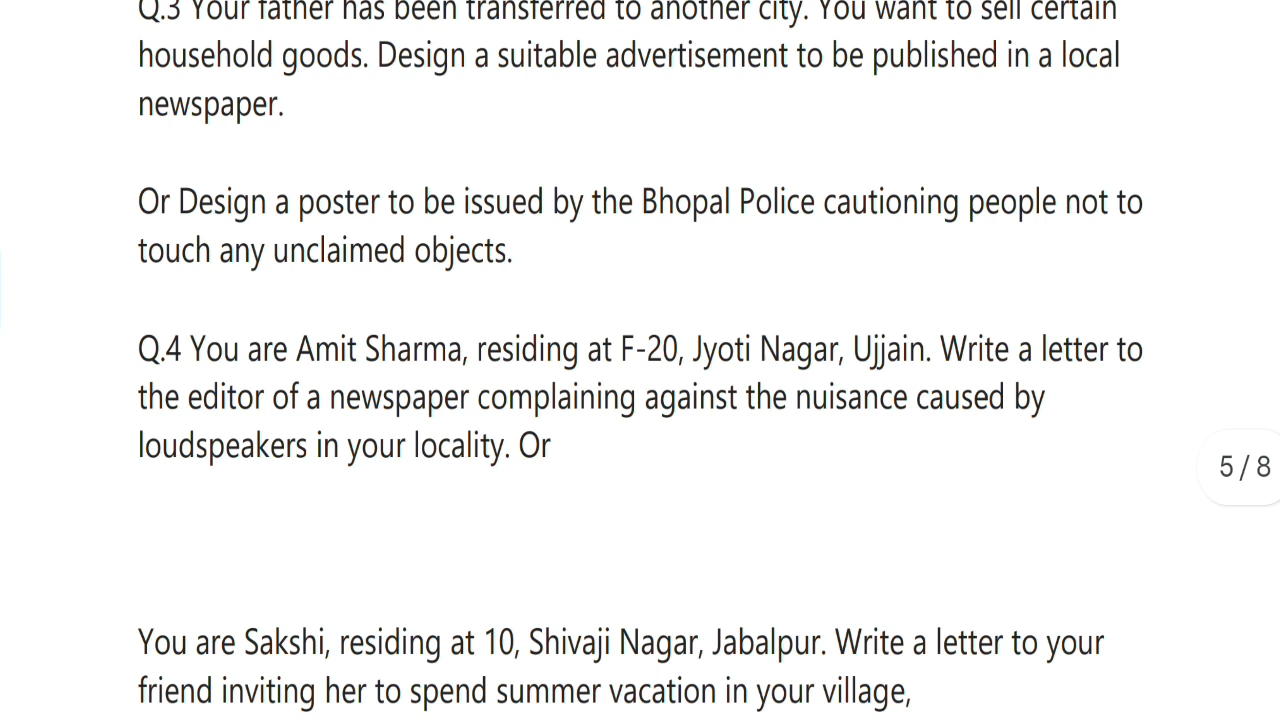 Q.3 Your father has been transferred to another city. You want to sell certain
household goods. Design a suitable advertisement to be published in a local
newspaper.
Or Design a poster to be issued by the Bhopal Police cautioning people not to
touch any unclaimed objects.
Q.4 You are Amit Sharma, residing at F-20, Jyoti Nagar, Ujjain. Write a letter to
the editor of a newspaper complaining against the nuisance caused by
loudspeakers in your locality. Or
5 / 8
You are Sakshi, residing at 10, Shivaji Nagar, Jabalpur. Write a letter to your
friend inviting her to spend summer vacation in your village,